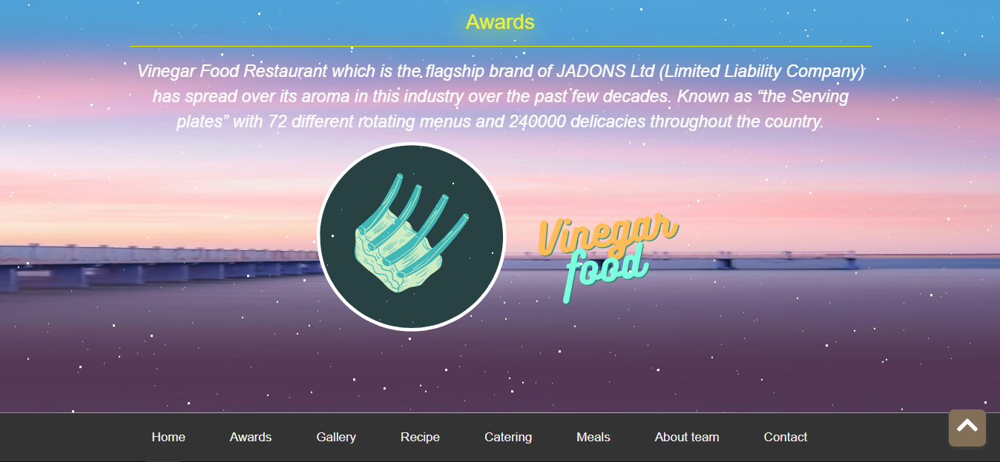 Awards
Vinegar Food Restaurant which is the flagship brand of JADONS Ltd (Limited Liability Company)
has spread over its aroma in this industry over the past few decades. Known as “the Serving
plates” with 72 different rotating menus and 240000 delicacies throughout the country.
Vinegar
food
Home Awards Gallery Recipe Catering Meals About team Contact